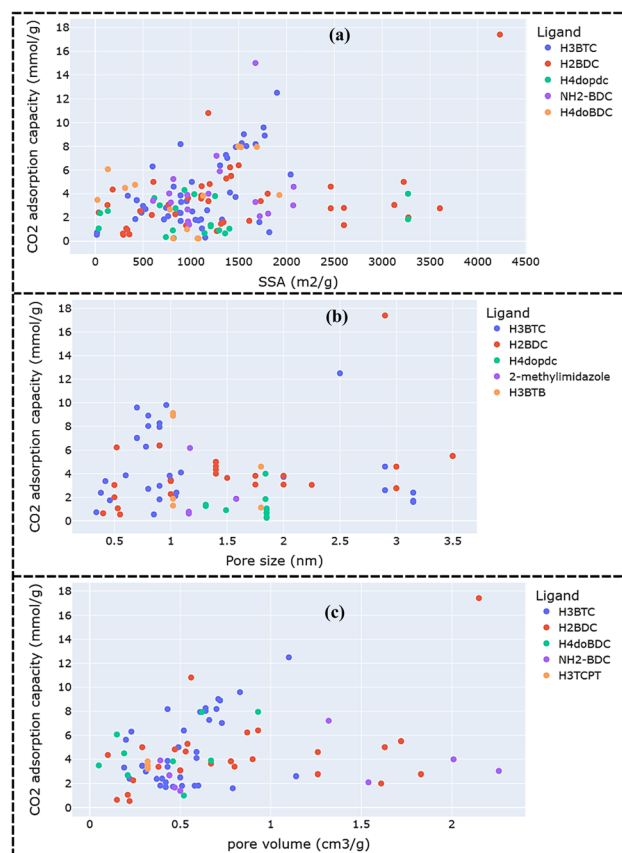 (a)
CO2 adsorption capacity (mmol/g)
18
16
14
12
10
8
6
4
2
0
0
500
1000
1500
2000
2500
3000
3500
4000
4500
SSA (m2/g)
Ligand
H3BTC
H2BDC
H4dopdc
NH2-BDC
H4doBDC
(b)
CO2 adsorption capacity (mmol/g)
18
16
14
12
10
8
6
4
2
0
0.5
1
1.5
2
2.5
3
3.5
Pore size (nm)
Ligand
H3BTC
H2BDC
H4dopdc
2-methylimidazole
H3BTB
(c)
CO2 adsorption capacity (mmol/g)
18
16
14
12
10
8
6
4
2
0
0
0.5
1
1.5
2
pore volume (cm3/g)
Ligand
H3BTC
H2BDC
H4doBDC
NH2-BDC
H3TCPT